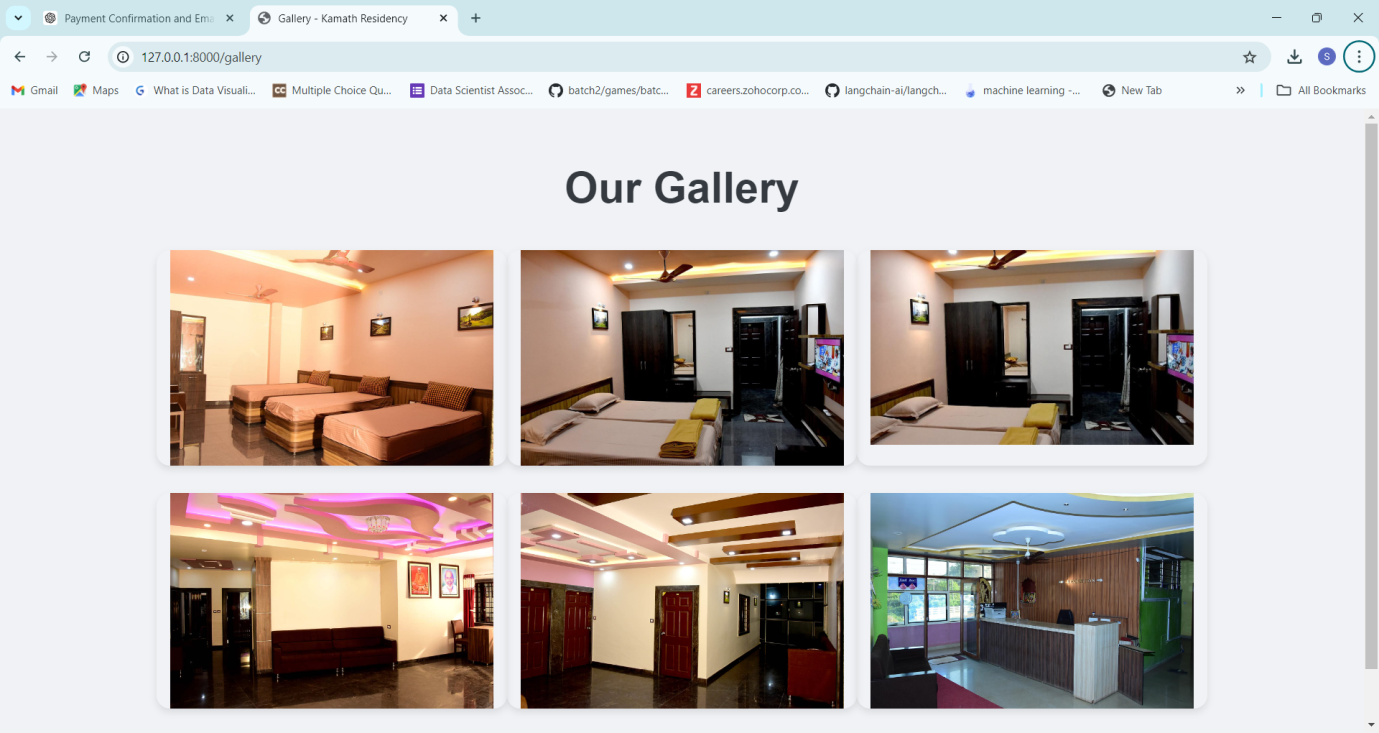 Payment Confirmation and Ema
Gallery - Kamath Residency
127.0.0.1:8000/gallery
S
Gmail
Maps
What is Data Visuali...
CC
Multiple Choice Qu...
Data Scientist Assoc...
batch2/games/batc...
Z
careers.zohocorp.co...
langchain-ai/langch...
machine learning -...
New Tab
All Bookmarks
Our Gallery